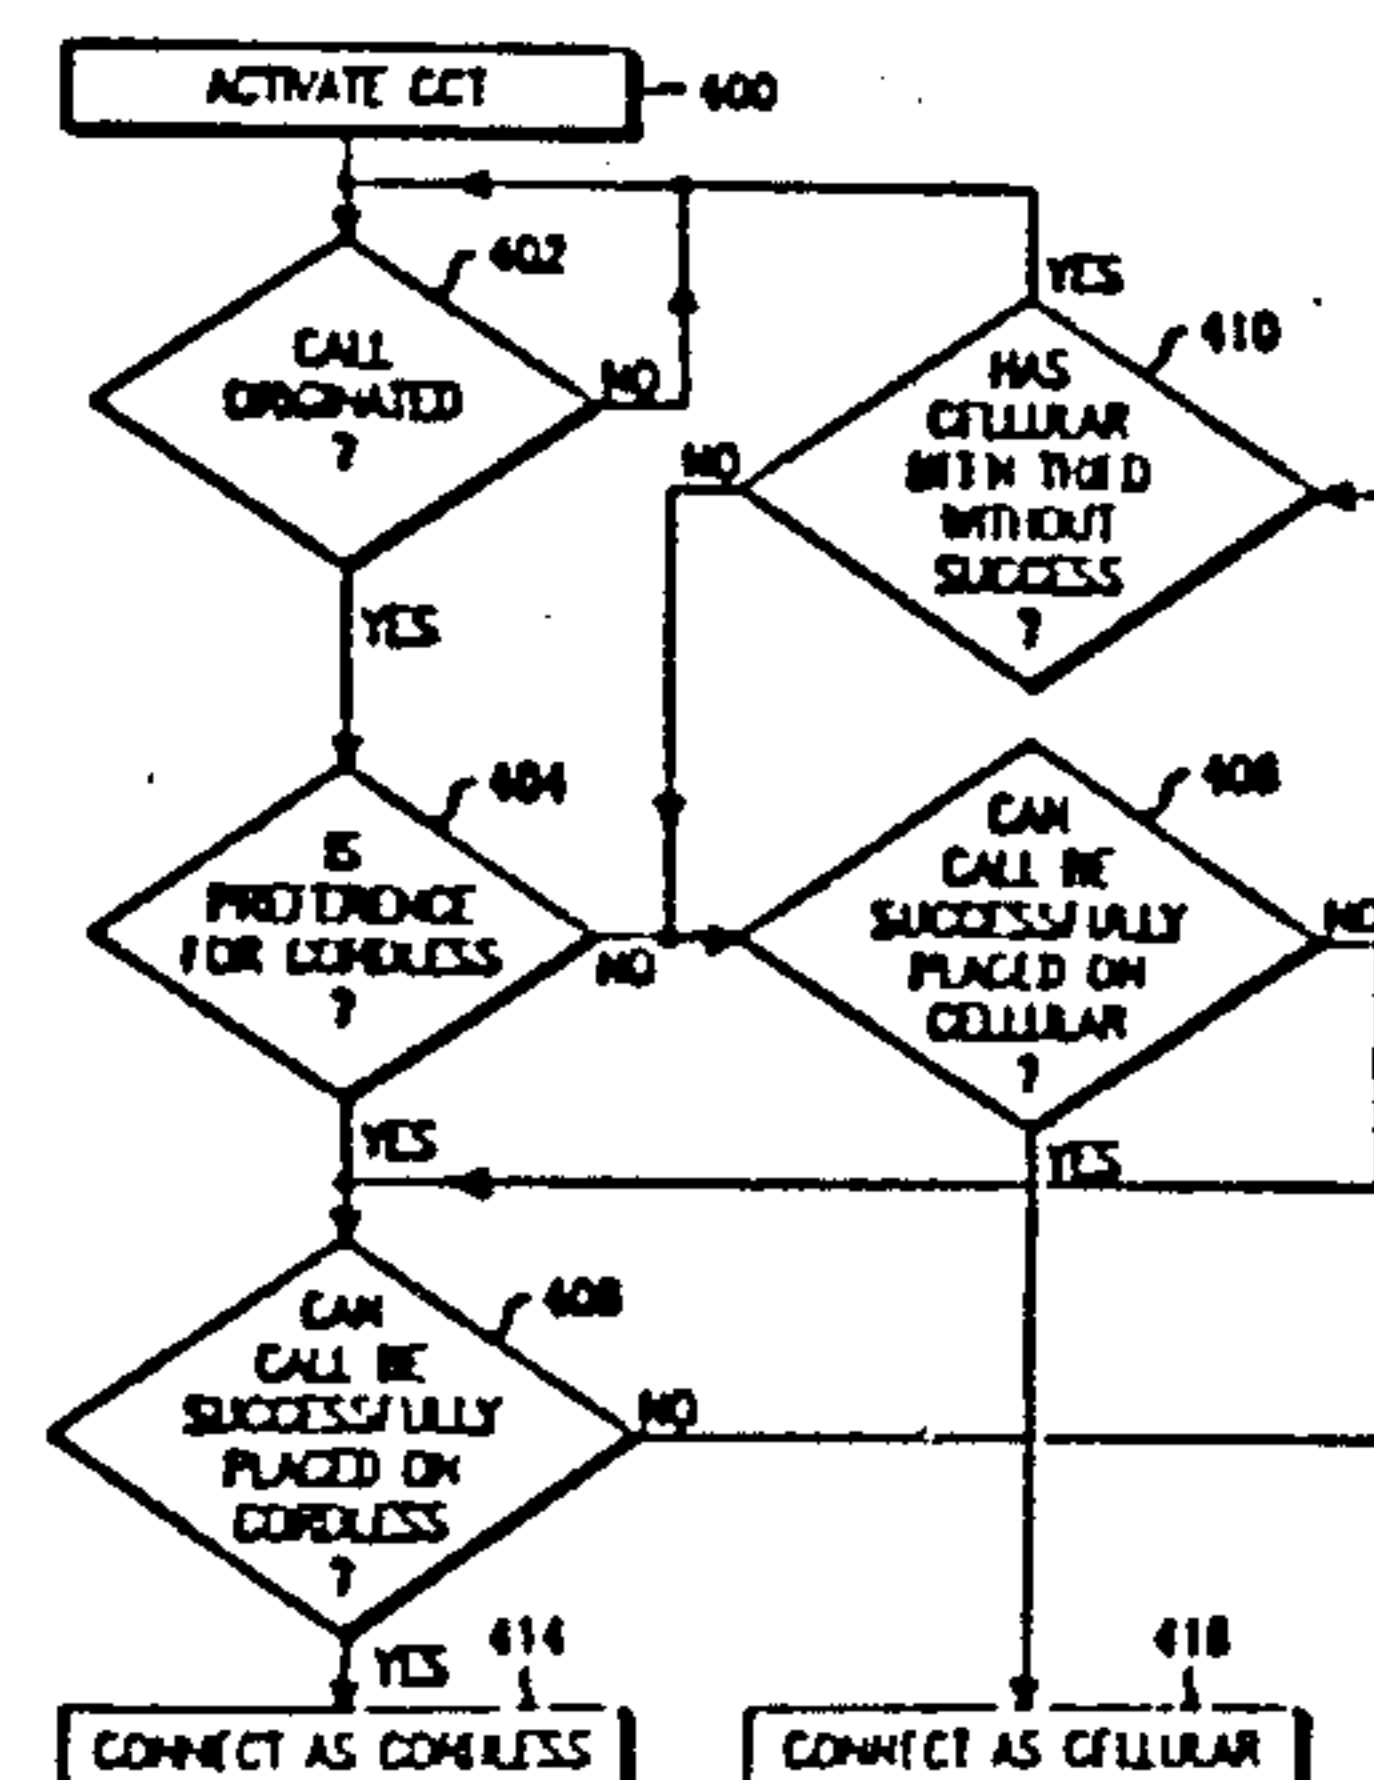 ACTIVATE CCT
400
402
CALL
ORIGINATED
?
NO
YES
YES
410
HAS
CELLULAR
BEEN TRIED
WITHOUT
SUCCESS
?
NO
404
IS
PREFERENCE
FOR CORDLESS
?
NO
YES
CAN
CALL BE
SUCCESSFULLY
PLACED ON
CELLULAR
?
NO
YES
408
CAN
CALL BE
SUCCESSFULLY
PLACED ON
CORDLESS
?
NO
YES
414
CONNECT AS CORDLESS
CONNECT AS CELLULAR